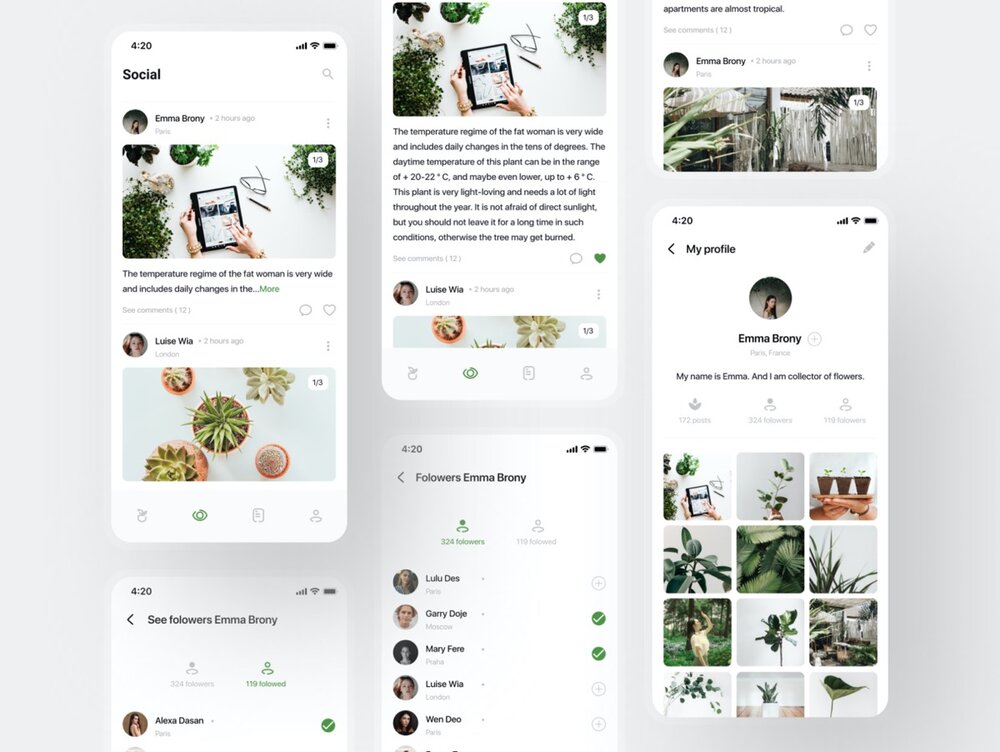 4:20
Social
Emma Brony • 2 hours ago
Paris
1/3
The temperature regime of the fat woman is very wide
and includes daily changes in the...More
See comments ( 12 )
Luise Wia • 2 hours ago
London
1/3
4:20
See folowers Emma Brony
324 folowers
119 folowed
Alexa Dasan
Paris
1/3
The temperature regime of the fat woman is very wide
and includes daily changes in the tens of degrees. The
daytime temperature of this plant can be in the range
of + 20-22 ° C, and maybe even lower, up to + 6 ° C.
This plant is very light-loving and needs a lot of light
throughout the year. It is not afraid of direct sunlight,
but you should not leave it for a long time in such
conditions, otherwise the tree may get burned.
See comments ( 12 )
Luise Wia • 2 hours ago
London
1/3
4:20
Folowers Emma Brony
324 folowers
119 folowed
Lulu Des
Paris
Garry Doje
Moscow
Mary Fere
Praha
Luise Wia
London
Wen Deo
Paris
apartments are almost tropical.
See comments ( 12 )
Emma Brony • 2 hours ago
Paris
1/3
4:20
My profile
Emma Brony
Paris, France
My name is Emma. And I am collector of flowers.
172 posts
324 folowers
119 folowers